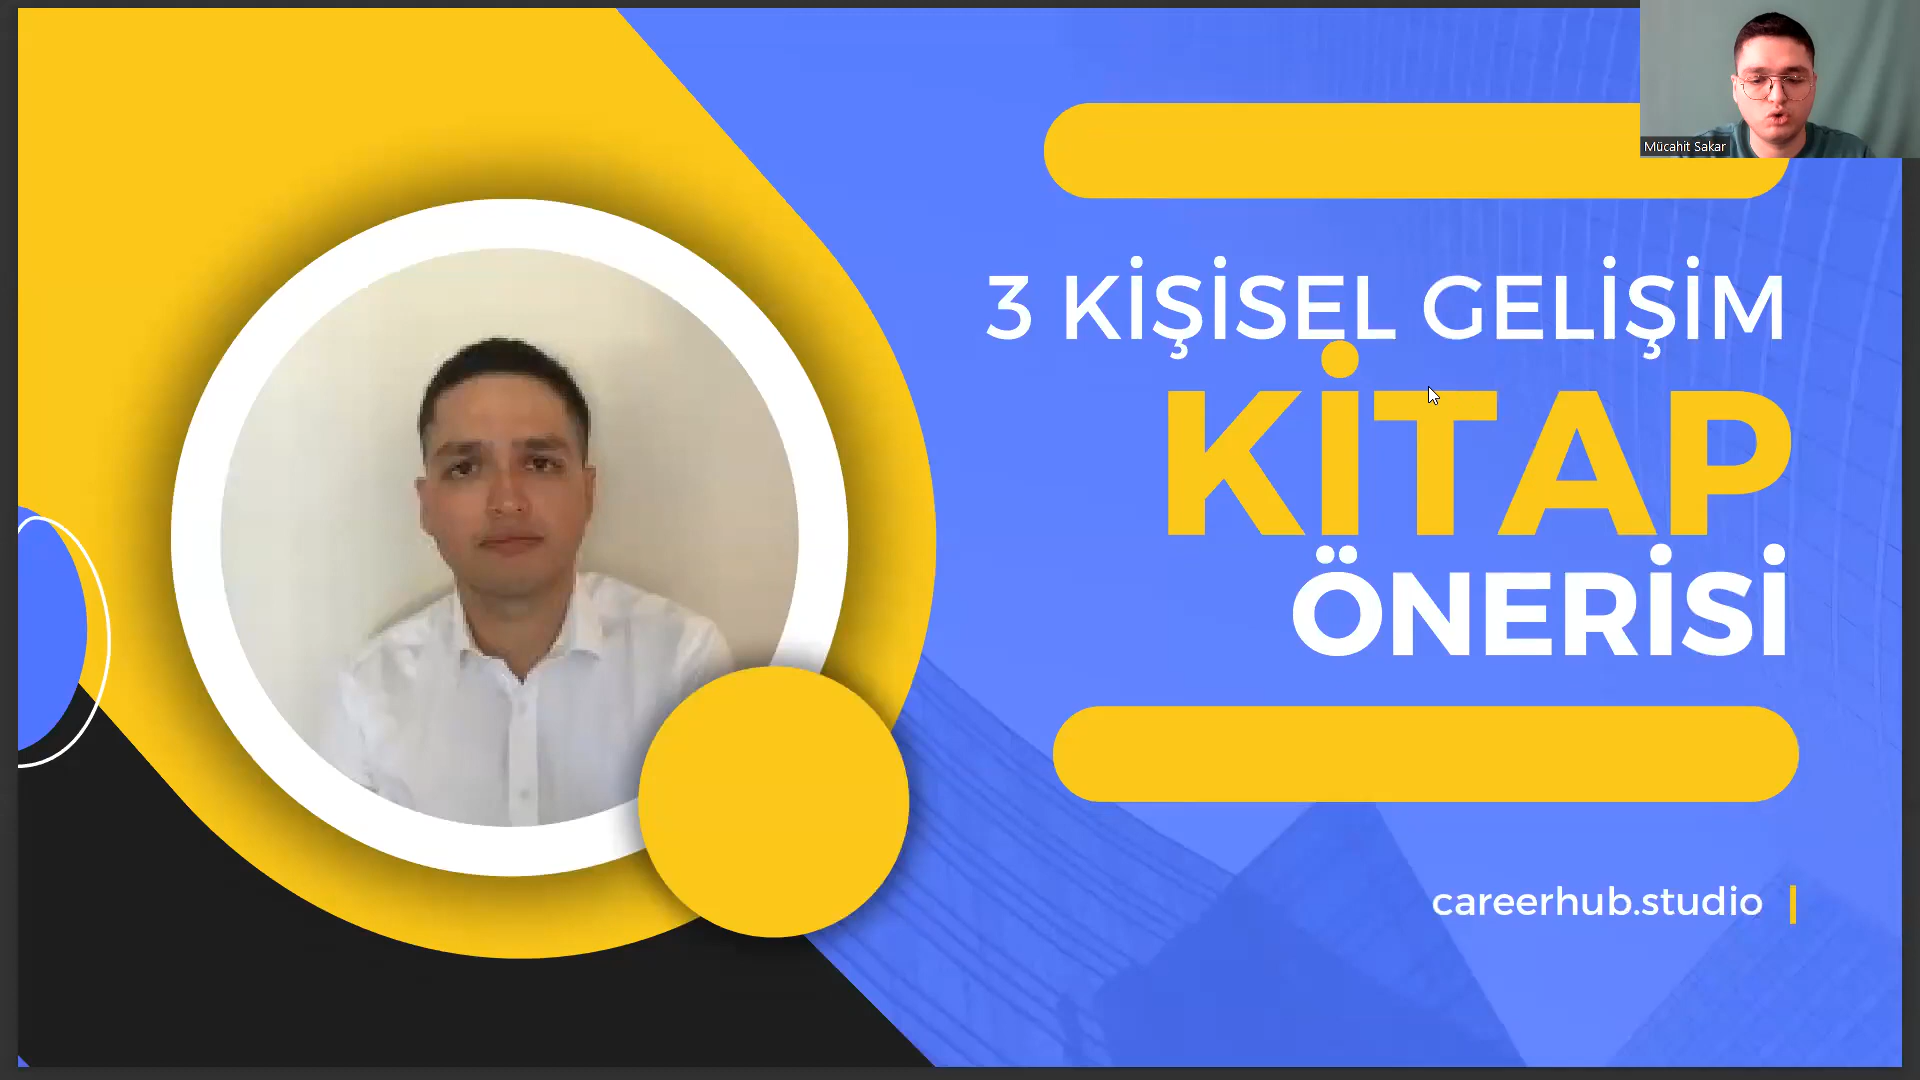 Mücahit Sakar
3 KİŞİSEL GELİŞİM
KİTAP
ÖNERİSİ
careerhub.studio